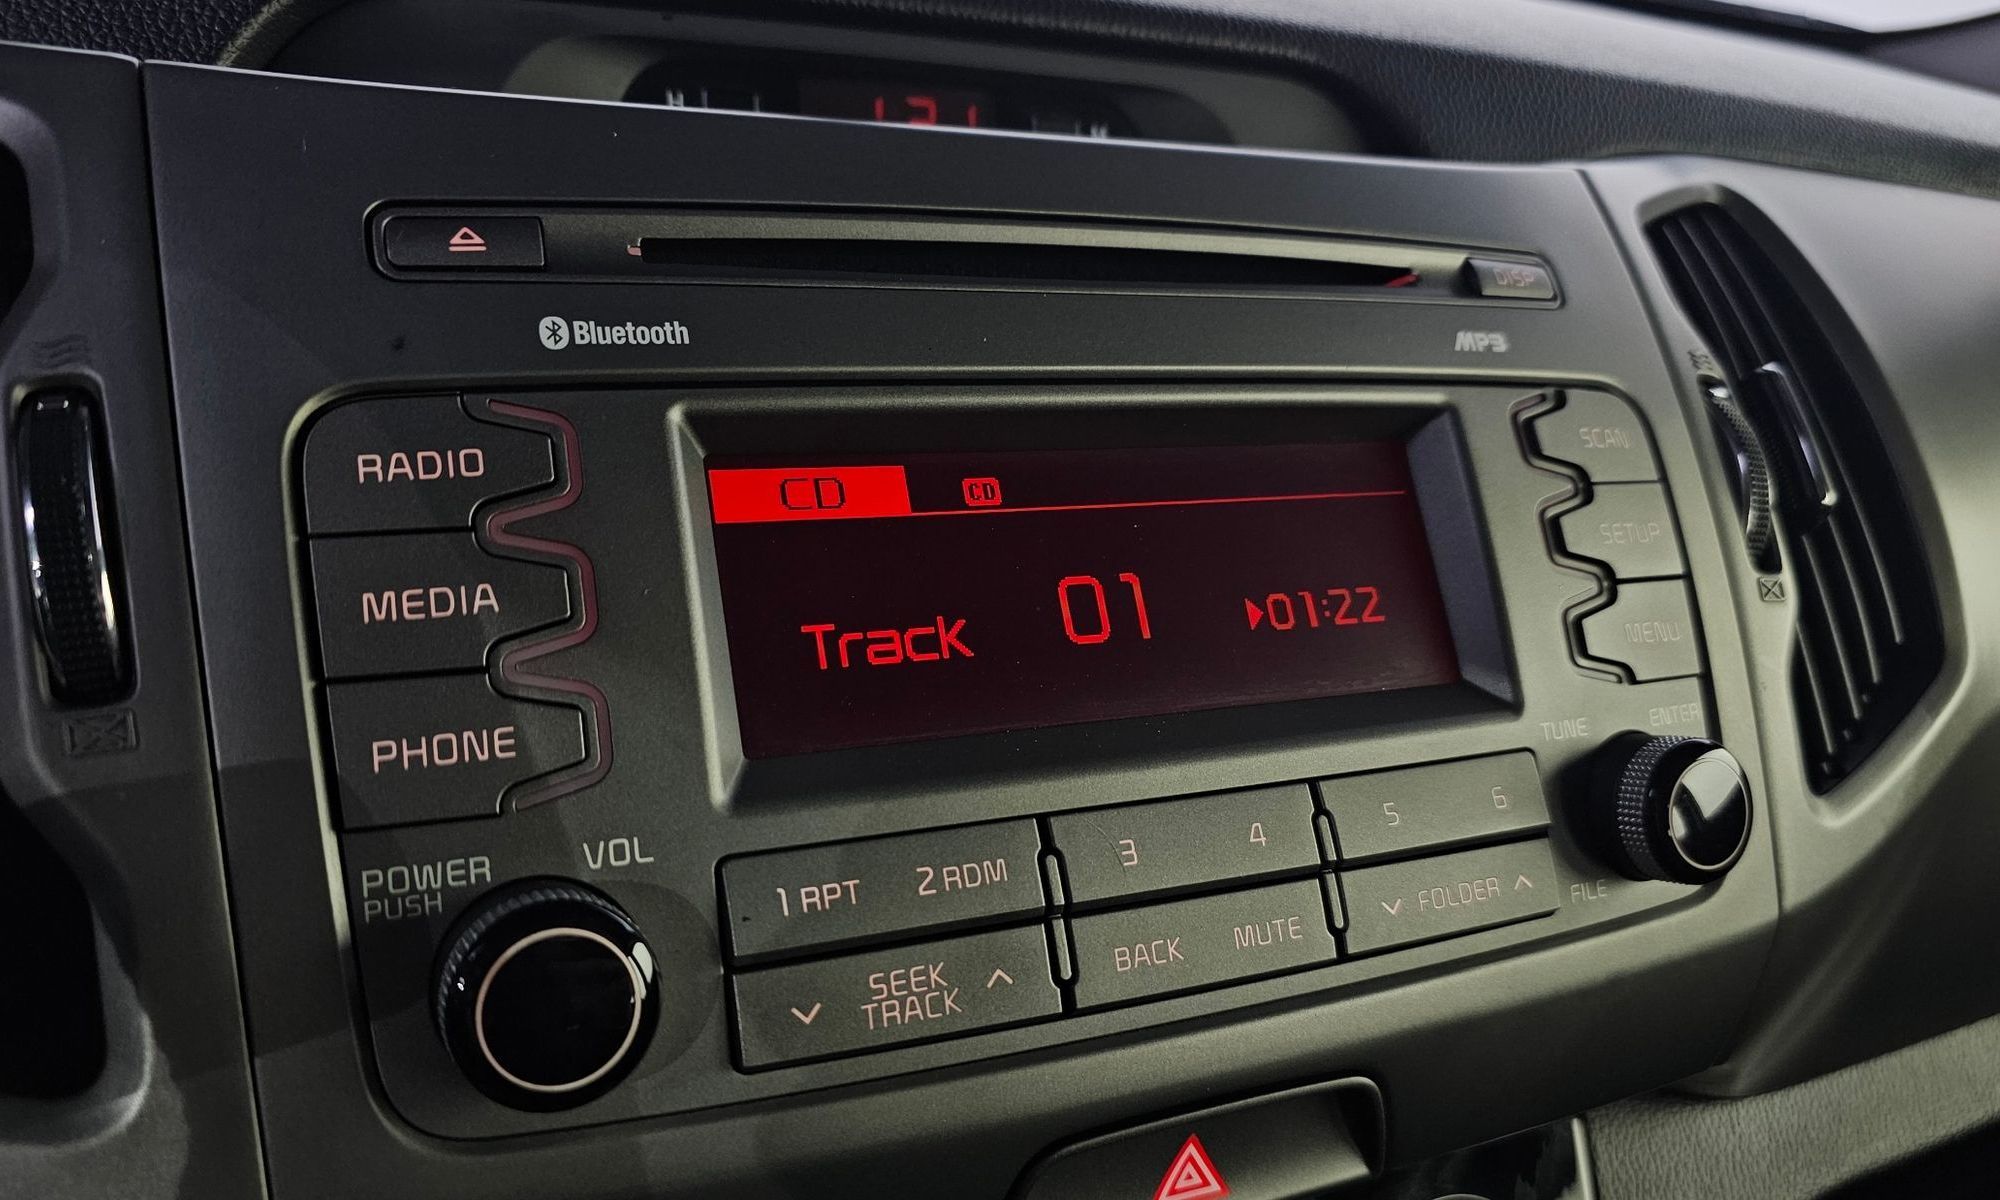 DISP
Bluetooth
MP3
RADIO
MEDIA
PHONE
CD
CD
Track 01 01:22
SCAN
SETUP
MENU
POWER
PUSH
VOL
TUNE
ENTER
FILE
1 RPT 2 RDM 3 4 5 6
SEEK
TRACK
BACK MUTE
FOLDER